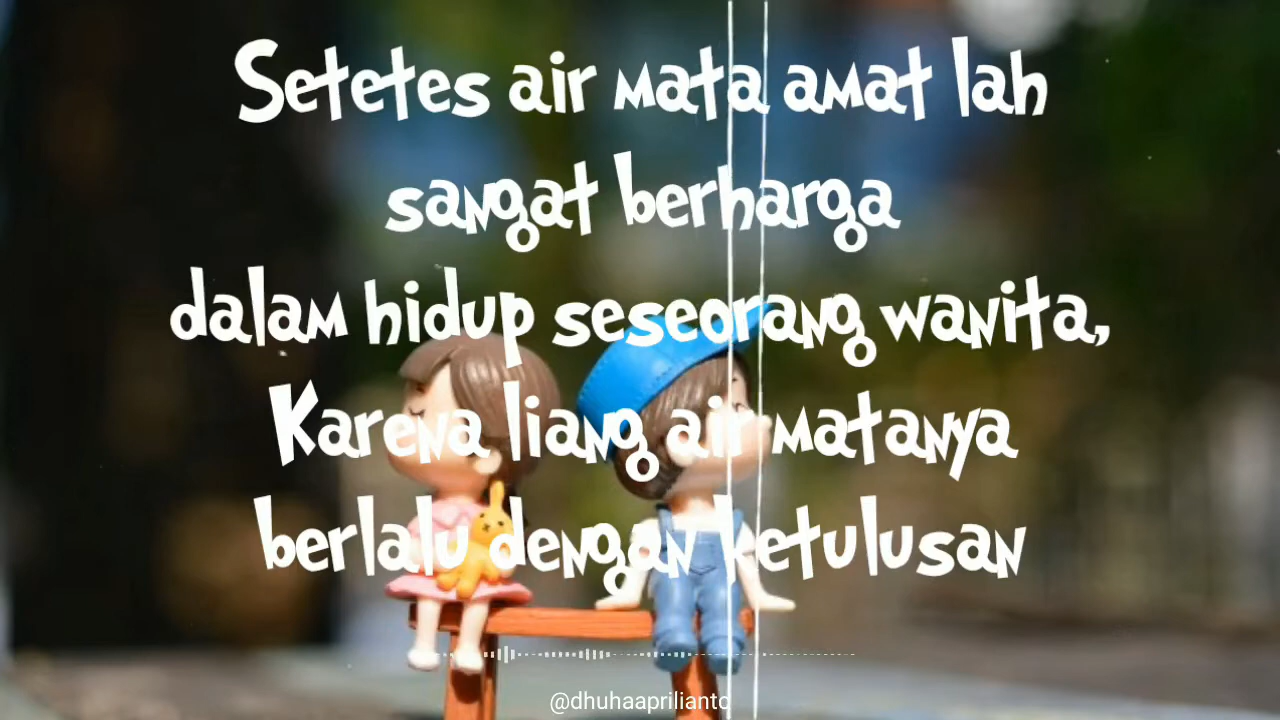 Setetes air mata amat lah
sangat berharga
dalam hidup seseorang wanita,
Karena liang air matanya
berlalu dengan ketulusan
@dhuhaaprilianto